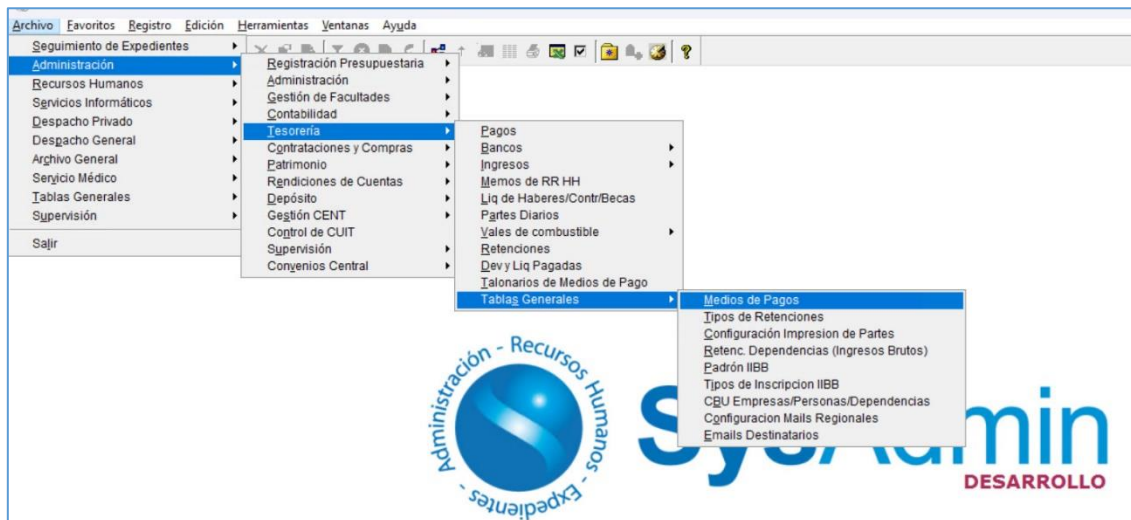 Archivo Favoritos Registro Edición Herramientas Ventanas Ayuda
Seguimiento de Expedientes
Administración
Recursos Humanos
Servicios Informáticos
Despacho Privado
Despacho General
Archivo General
Servicio Médico
Tablas Generales
Supervisión
Salir
Registración Presupuestaria
Administración
Gestión de Facultades
Contabilidad
Tesorería
Contrataciones y Compras
Patrimonio
Rendiciones de Cuentas
Depósito
Gestión CENT
Control de CUIT
Supervisión
Convenios Central
Pagos
Bancos
Ingresos
Memos de RR HH
Liq de Haberes/Contr/Becas
Partes Diarios
Vales de combustible
Retenciones
Dev y Liq Pagadas
Talonarios de Medios de Pago
Tablas Generales
Medios de Pagos
Tipos de Retenciones
Configuración Impresion de Partes
Retenc. Dependencias (Ingresos Brutos)
Padrón IIBB
Tipos de Inscripcion IIBB
CBU Empresas/Personas/Dependencias
Configuracion Mails Regionales
Emails Destinatarios
Administración - Recursos Humanos - Expedientes -
SysAdmin
DESARROLLO